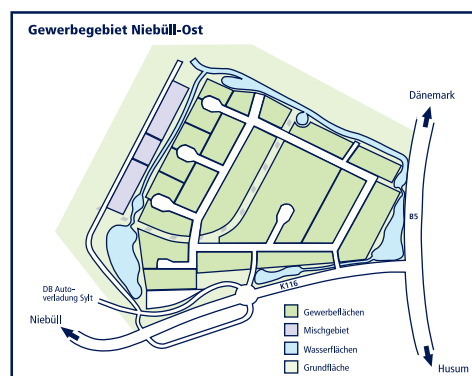 Gewerbegebiet Niebüll-Ost
Dänemark
B5
DB Auto-
verladung Sylt
Niebüll
K116
Gewerbeflächen
Mischgebiet
Wasserflächen
Grundfläche
Husum